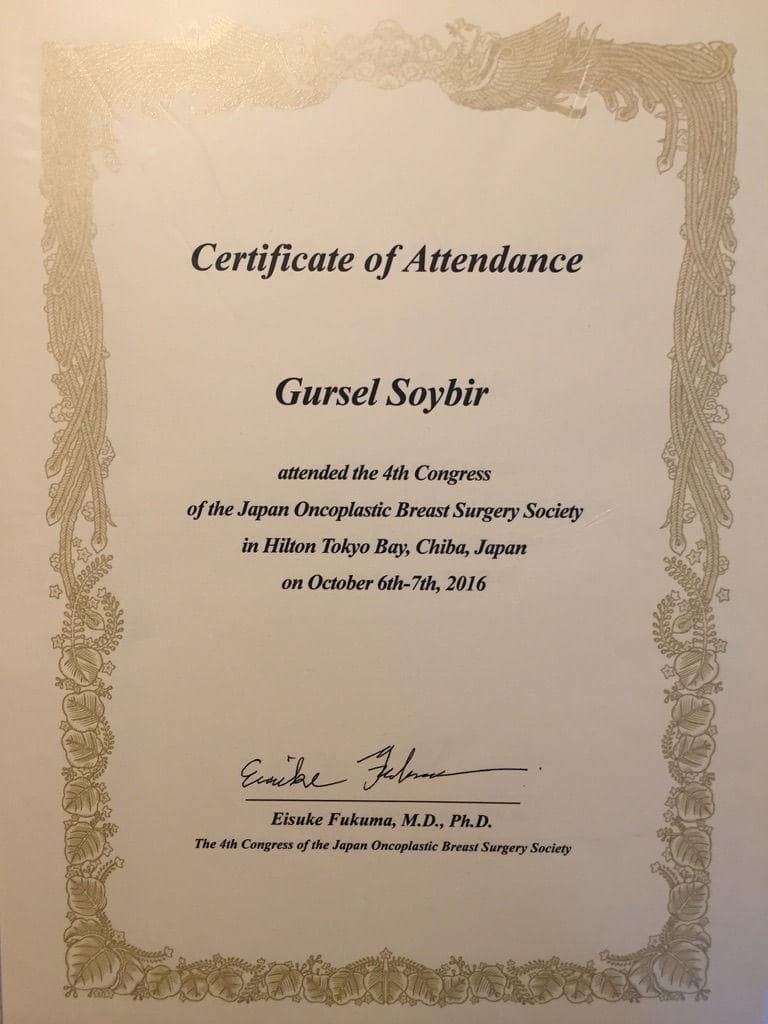 Certificate of Attendance
Gursel Soybir
attended the 4th Congress
of the Japan Oncoplastic Breast Surgery Society
in Hilton Tokyo Bay, Chiba, Japan
on October 6th-7th, 2016
Eisuke Fukuma
Eisuke Fukuma, M.D., Ph.D.
The 4th Congress of the Japan Oncoplastic Breast Surgery Society